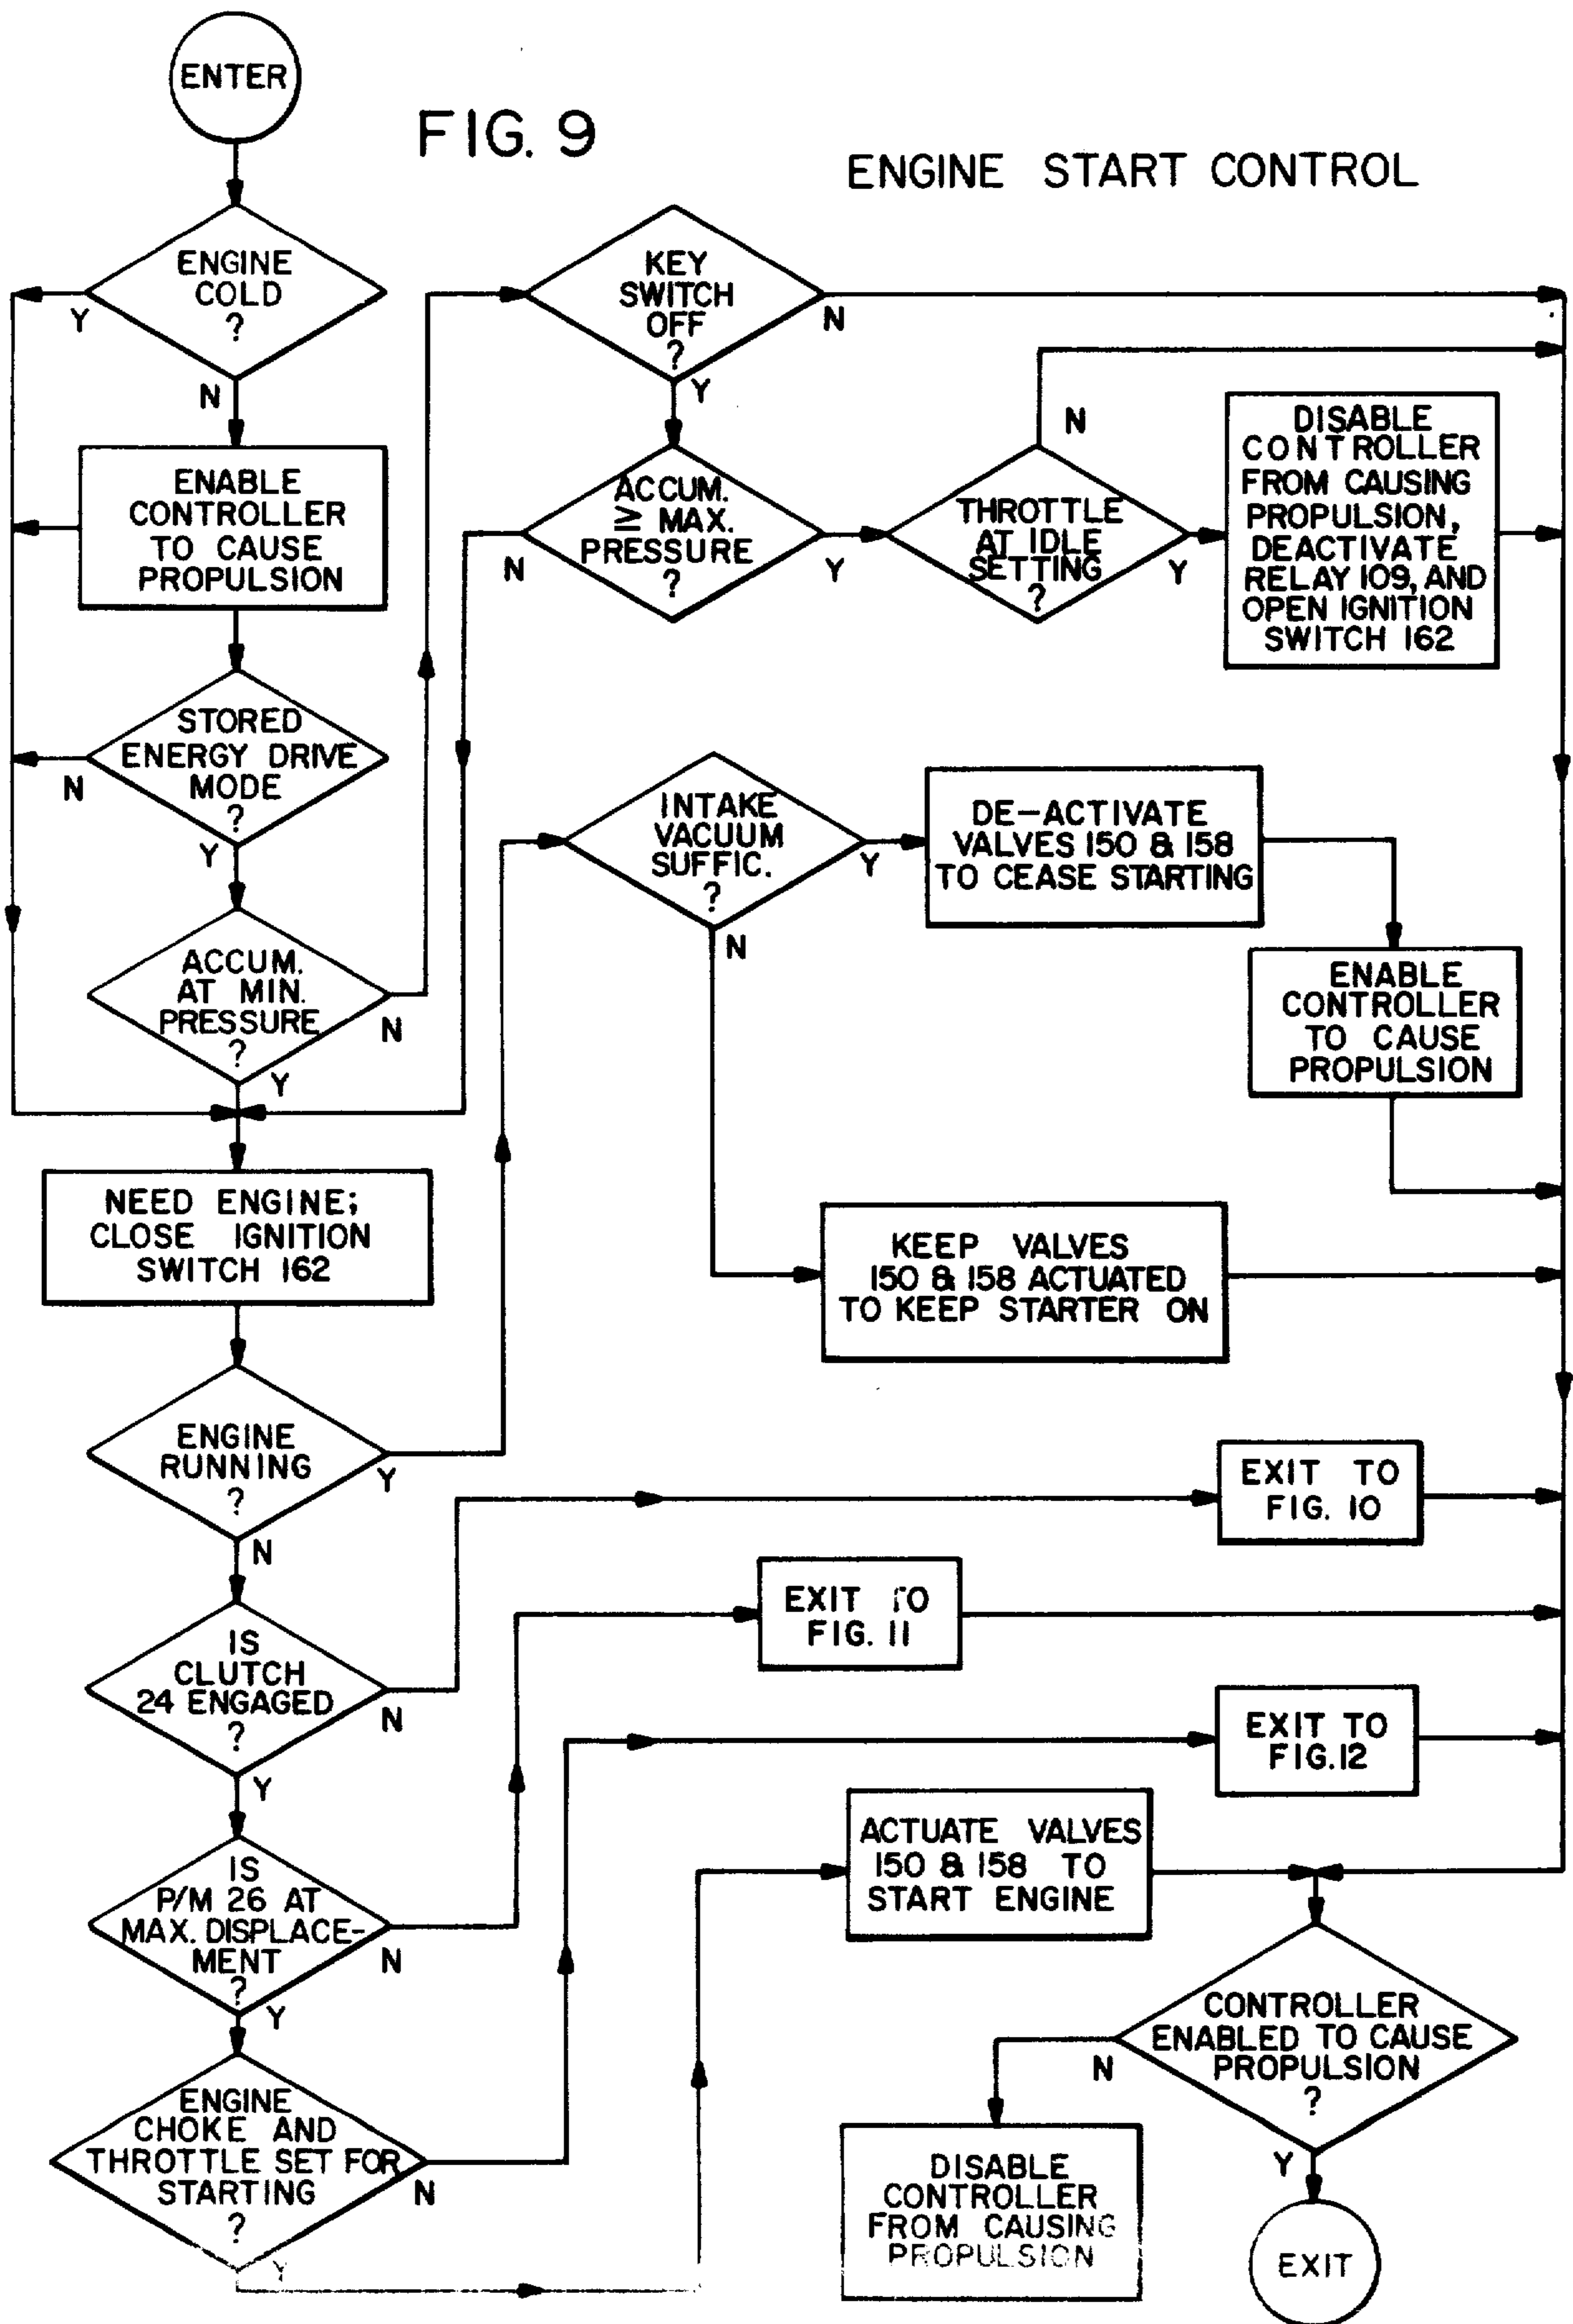 ENTER
FIG. 9
ENGINE START CONTROL
ENGINE
COLD
?
Y
N
ENABLE
CONTROLLER
TO CAUSE
PROPULSION
STORED
ENERGY DRIVE
MODE
?
N
Y
ACCUM.
AT MIN.
PRESSURE
?
N
Y
KEY
SWITCH
OFF
?
N
Y
ACCUM.
≥ MAX.
PRESSURE
?
N
Y
THROTTLE
AT IDLE
SETTING
?
N
Y
DISABLE
CONTROLLER
FROM CAUSING
PROPULSION,
DEACTIVATE
RELAY 109, AND
OPEN IGNITION
SWITCH 162
INTAKE
VACUUM
SUFFIC.
?
Y
N
DE-ACTIVATE
VALVES 150 & 158
TO CEASE STARTING
ENABLE
CONTROLLER
TO CAUSE
PROPULSION
KEEP VALVES
150 & 158 ACTUATED
TO KEEP STARTER ON
NEED ENGINE;
CLOSE IGNITION
SWITCH 162
ENGINE
RUNNING
?
Y
N
IS
CLUTCH
24 ENGAGED
?
N
Y
EXIT TO
FIG. 10
IS
P/M 26 AT
MAX. DISPLACE-
MENT
?
N
Y
EXIT TO
FIG. 11
ENGINE
CHOKE AND
THROTTLE SET FOR
STARTING
?
N
Y
EXIT TO
FIG. 12
ACTUATE VALVES
150 & 158 TO
START ENGINE
CONTROLLER
ENABLED TO CAUSE
PROPULSION
?
N
Y
DISABLE
CONTROLLER
FROM CAUSING
PROPULSION
EXIT